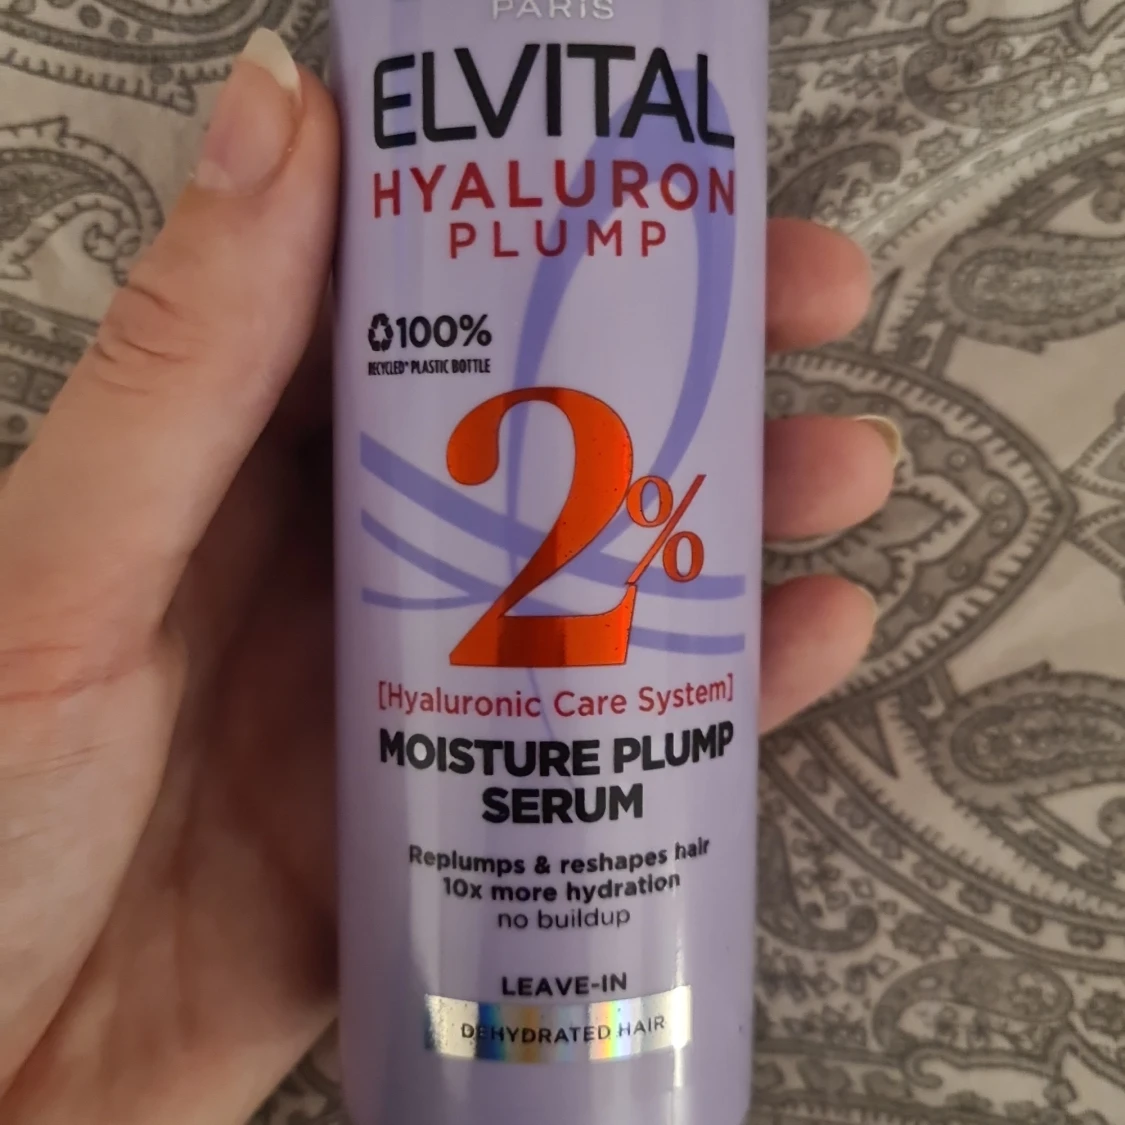 PARIS
ELVITAL
HYALURON
PLUMP
100%
RECYCLED* PLASTIC BOTTLE
2%
[Hyaluronic Care System]
MOISTURE PLUMP
SERUM
Replumps & reshapes hair
10x more hydration
no buildup
LEAVE-IN
DEHYDRATED HAIR